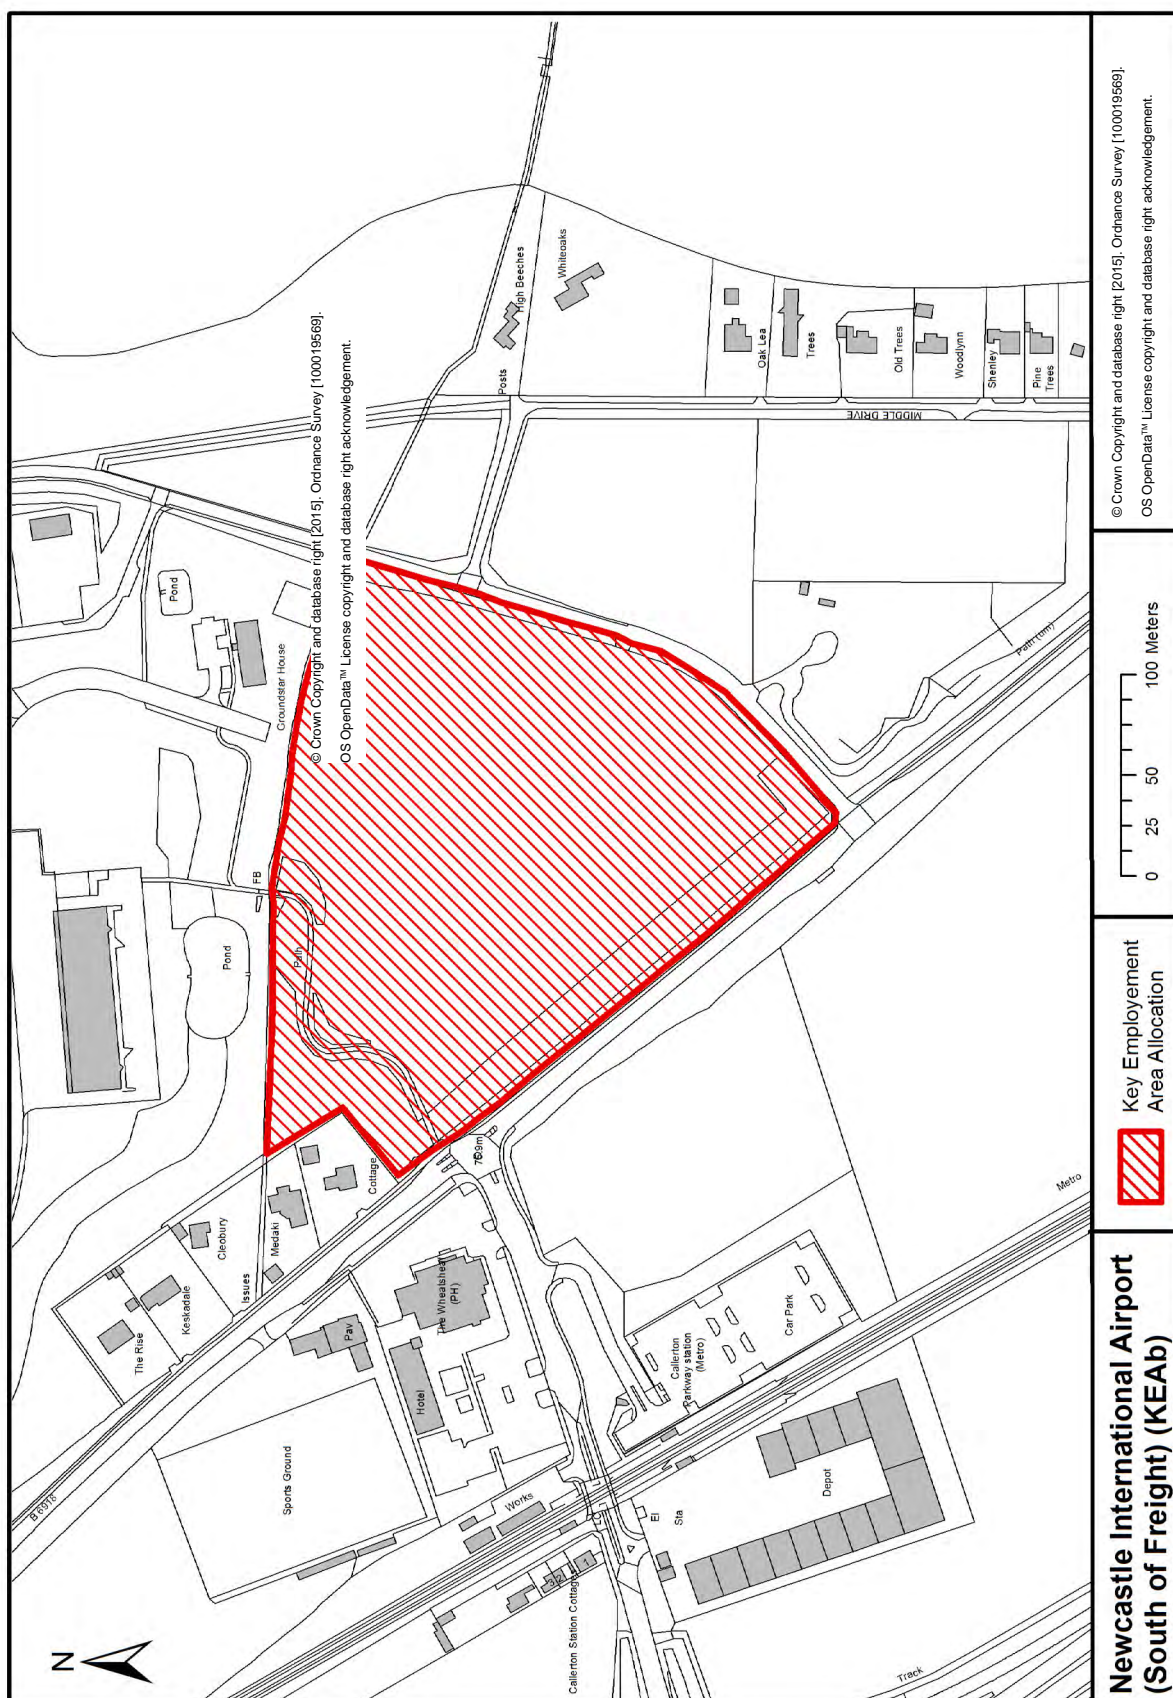 N
B 6918
The Rise
Keskadale
Cleobury
Issues
Medaki
Cottage
Sports Ground
Pav
Hotel
The Wheatsheaf
(PH)
Works
Callerton Station Cottages
3
2
1
LC
L
El
Sta
Depot
Track
Metro
Callerton
Parkway station
(Metro)
Car Park
Pond
FB
Path
Groundstar House
Pond
© Crown Copyright and database right [2015]. Ordnance Survey [100019569].
OS OpenData™ License copyright and database right acknowledgement.
Posts
High Beeches
Whiteoaks
Oak Lea
Trees
Old Trees
Woodlynn
Shenley
Pine
Trees
MIDDLE DRIVE
Path (um)
Newcastle International Airport
(South of Freight) (KEAb)
Key Employement
Area Allocation
0 25 50 100 Meters
© Crown Copyright and database right [2015]. Ordnance Survey [100019569].
OS OpenData™ License copyright and database right acknowledgement.